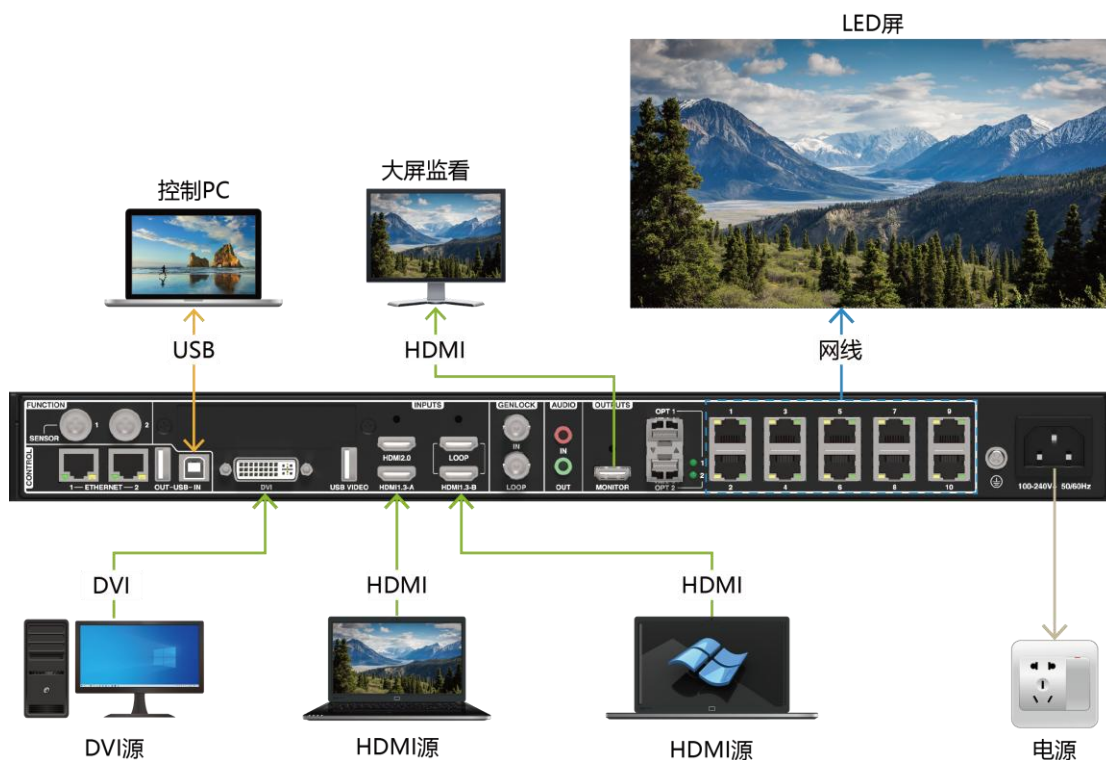 LED屏
大屏监看
控制PC
USB
HDMI
网线
FUNCTION
SENSOR
1
2
INPUTS
GENLOCK
AUDIO
OUTPUTS
OPT 1
1
3
5
7
9
HDMI2.0
LOOP
IN
IN
1
2
CONTROL
1 — ETHERNET — 2
OUT-USB-IN
DVI
USB VIDEO
HDMI1.3-A
HDMI1.3-B
LOOP
OUT
MONITOR
OPT 2
2
4
6
8
10
100-240V~ 50/60Hz
DVI
HDMI
HDMI
DVI源
HDMI源
HDMI源
电源